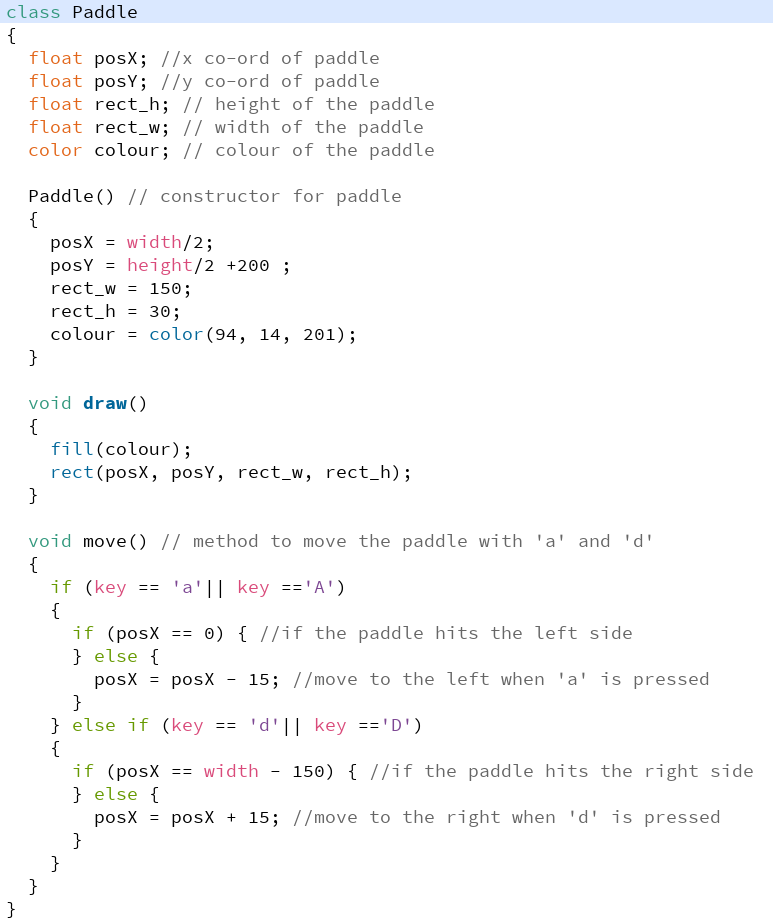 class Paddle
{
  float posX; //x co-ord of paddle
  float posY; //y co-ord of paddle
  float rect_h; // height of the paddle
  float rect_w; // width of the paddle
  color colour; // colour of the paddle

  Paddle() // constructor for paddle
  {
    posX = width/2;
    posY = height/2 +200 ;
    rect_w = 150;
    rect_h = 30;
    colour = color(94, 14, 201);
  }

  void draw()
  {
    fill(colour);
    rect(posX, posY, rect_w, rect_h);
  }

  void move() // method to move the paddle with 'a' and 'd'
  {
    if (key == 'a'|| key =='A')
    {
      if (posX == 0) { //if the paddle hits the left side
      } else {
        posX = posX - 15; //move to the left when 'a' is pressed
      }
    } else if (key == 'd'|| key =='D')
    {
      if (posX == width - 150) { //if the paddle hits the right side
      } else {
        posX = posX + 15; //move to the right when 'd' is pressed
      }
    }
  }
}